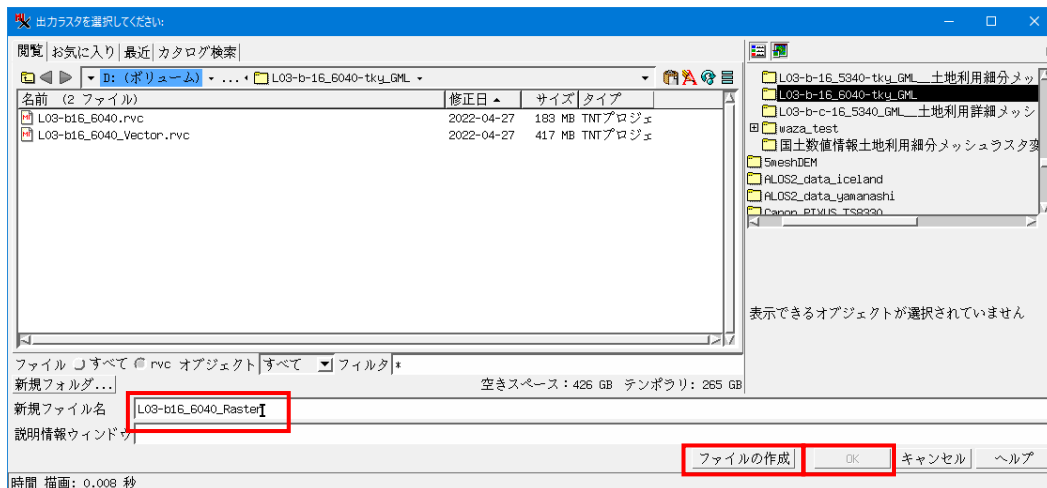 出力ラスタを選択してください:
閲覧 お気に入り 最近 カタログ検索
D: (ボリューム) ... L03-b-16_6040-tky_GML
名前 (2 ファイル) 修正日 サイズ タイプ
L03-b16_6040.rvc 2022-04-27 183 MB TNTプロジェ
L03-b16_6040_Vector.rvc 2022-04-27 417 MB TNTプロジェ
L03-b-16_5340-tky_GML__土地利用細分メッ
L03-b-16_6040-tky_GML
L03-b-c-16_5340_GML__土地利用詳細メッシ
waza_test
国土数値情報土地利用細分メッシュラスタ変
5meshDEM
ALOS2_data_iceland
ALOS2_data_yamanashi
Canon_PIXUS_TS8330
表示できるオブジェクトが選択されていません
ファイル すべて rvc オブジェクト すべて フィルタ *
新規フォルダ... 空きスペース：426 GB テンポラリ: 265 GB
新規ファイル名 L03-b16_6040_Raster
説明情報ウィンドウ
ファイルの作成 OK キャンセル ヘルプ
時間 描画: 0.008 秒